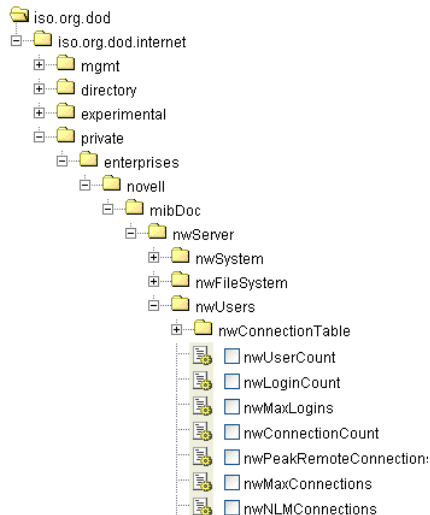 iso.org.dod
iso.org.dod.internet
mgmt
directory
experimental
private
enterprises
novell
mibDoc
nwServer
nwSystem
nwFileSystem
nwUsers
nwConnectionTable
nwUserCount
nwLoginCount
nwMaxLogins
nwConnectionCount
nwPeakRemoteConnections
nwMaxConnections
nwNLMConnections